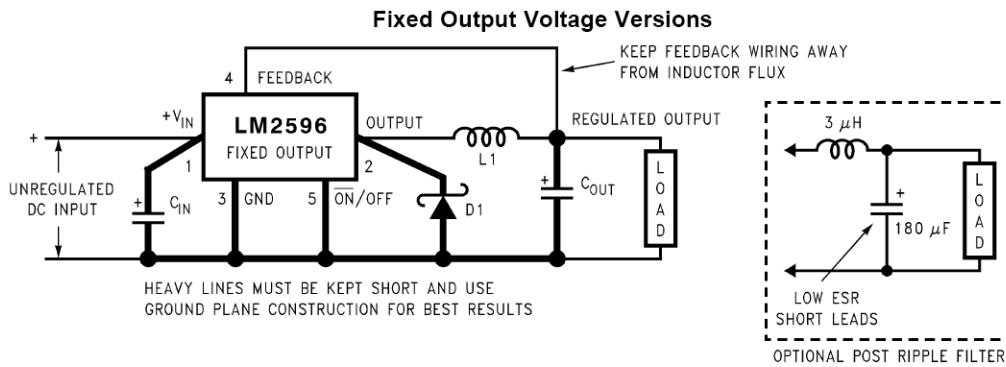 Fixed Output Voltage Versions
KEEP FEEDBACK WIRING AWAY
FROM INDUCTOR FLUX
4 FEEDBACK
+VIN
LM2596
FIXED OUTPUT
OUTPUT
REGULATED OUTPUT
1
2
L1
+
UNREGULATED
DC INPUT
+
CIN
3 GND
5 ON/OFF
D1
+
COUT
LOAD
HEAVY LINES MUST BE KEPT SHORT AND USE
GROUND PLANE CONSTRUCTION FOR BEST RESULTS
3 μH
+
180 μF
LOAD
LOW ESR
SHORT LEADS
OPTIONAL POST RIPPLE FILTER